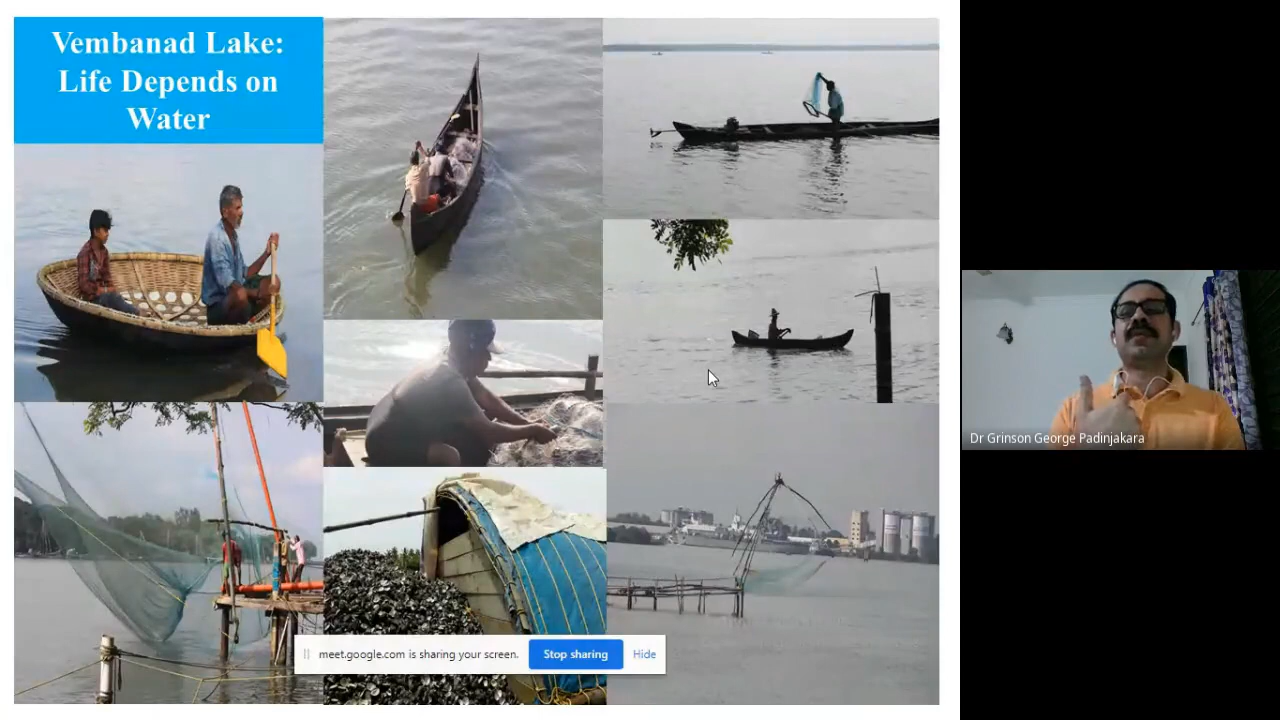 Vembanad Lake:
Life Depends on
Water
Dr Grinson George Padinjakara
meet.google.com is sharing your screen.
Stop sharing
Hide